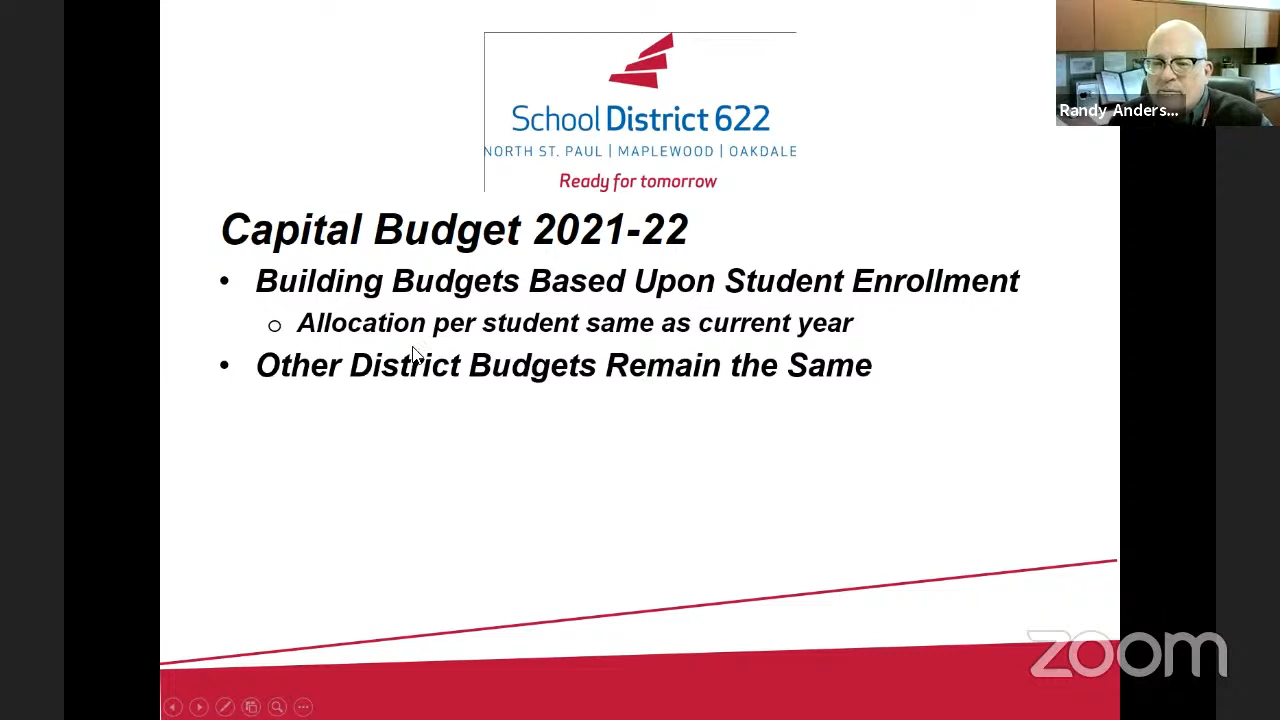 School District 622
NORTH ST. PAUL | MAPLEWOOD | OAKDALE
Ready for tomorrow
Randy Anders...
Capital Budget 2021-22
• Building Budgets Based Upon Student Enrollment
o Allocation per student same as current year
• Other District Budgets Remain the Same
zoom